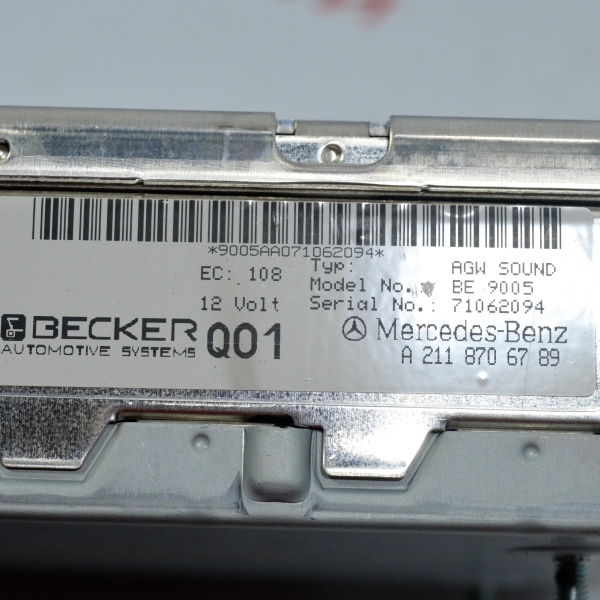 *9005AA071062094*
EC: 108 Typ: AGW SOUND
Model No.: BE 9005
12 Volt Serial No.: 71062094
BECKER Q01 Mercedes-Benz
AUTOMOTIVE SYSTEMS A 211 870 67 89